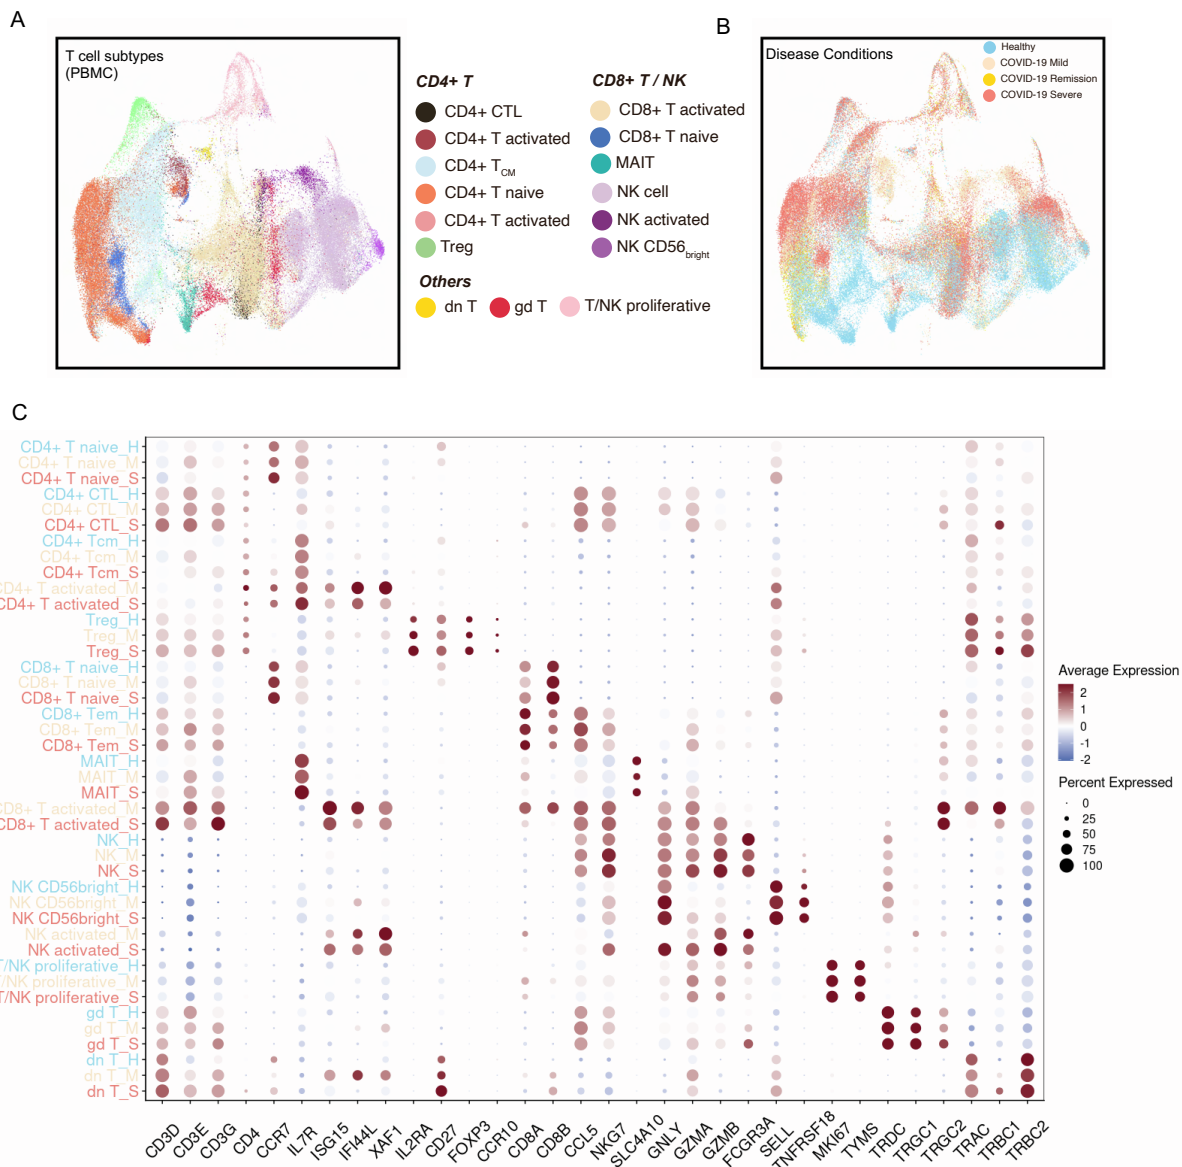 A
T cell subtypes
(PBMC)
CD4+ T
CD4+ CTL
CD4+ T activated
CD4+ TCM
CD4+ T naive
CD4+ T activated
Treg
CD8+ T / NK
CD8+ T activated
CD8+ T naive
MAIT
NK cell
NK activated
NK CD56bright
Others
dn T
gd T
T/NK proliferative
B
Disease Conditions
Healthy
COVID-19 Mild
COVID-19 Remission
COVID-19 Severe
C
CD4+ T naive_H
CD4+ T naive_M
CD4+ T naive_S
CD4+ CTL_H
CD4+ CTL_M
CD4+ CTL_S
CD4+ Tcm_H
CD4+ Tcm_M
CD4+ Tcm_S
CD4+ T activated_M
CD4+ T activated_S
Treg_H
Treg_M
Treg_S
CD8+ T naive_H
CD8+ T naive_M
CD8+ T naive_S
CD8+ Tem_H
CD8+ Tem_M
CD8+ Tem_S
MAIT_H
MAIT_M
MAIT_S
CD8+ T activated_M
CD8+ T activated_S
NK_H
NK_M
NK_S
NK CD56bright_H
NK CD56bright_M
NK CD56bright_S
NK activated_M
NK activated_S
T/NK proliferative_H
/NK proliferative_M
T/NK proliferative_S
gd T_H
gd T_M
gd T_S
dn T_H
dn T_M
dn T_S
CD3D
CD3E
CD3G
CD4
CCR7
IL7R
ISG15
IFI44L
XAF1
IL2RA
CD27
FOXP3
CCR10
CD8A
CD8B
CCL5
NKG7
SLC4A10
GNLY
GZMA
GZMB
FCGR3A
SELL
TNFRSF18
MKI67
TYMS
TRDC
TRGC1
TRGC2
TRAC
TRBC1
TRBC2
Average Expression
2
1
0
-1
-2
Percent Expressed
0
25
50
75
100